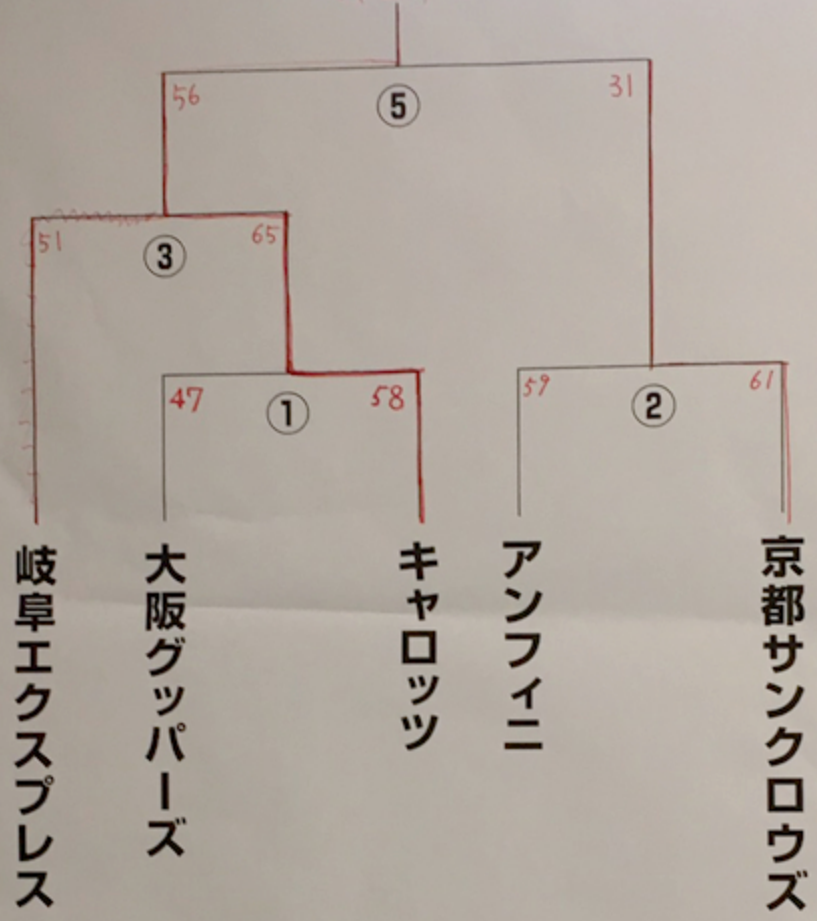 56
31
⑤
51
65
③
47
58
①
59
61
②
岐阜エクスプレス
大阪グッパーズ
キャロッツ
アンフィニ
京都サンクロウズ